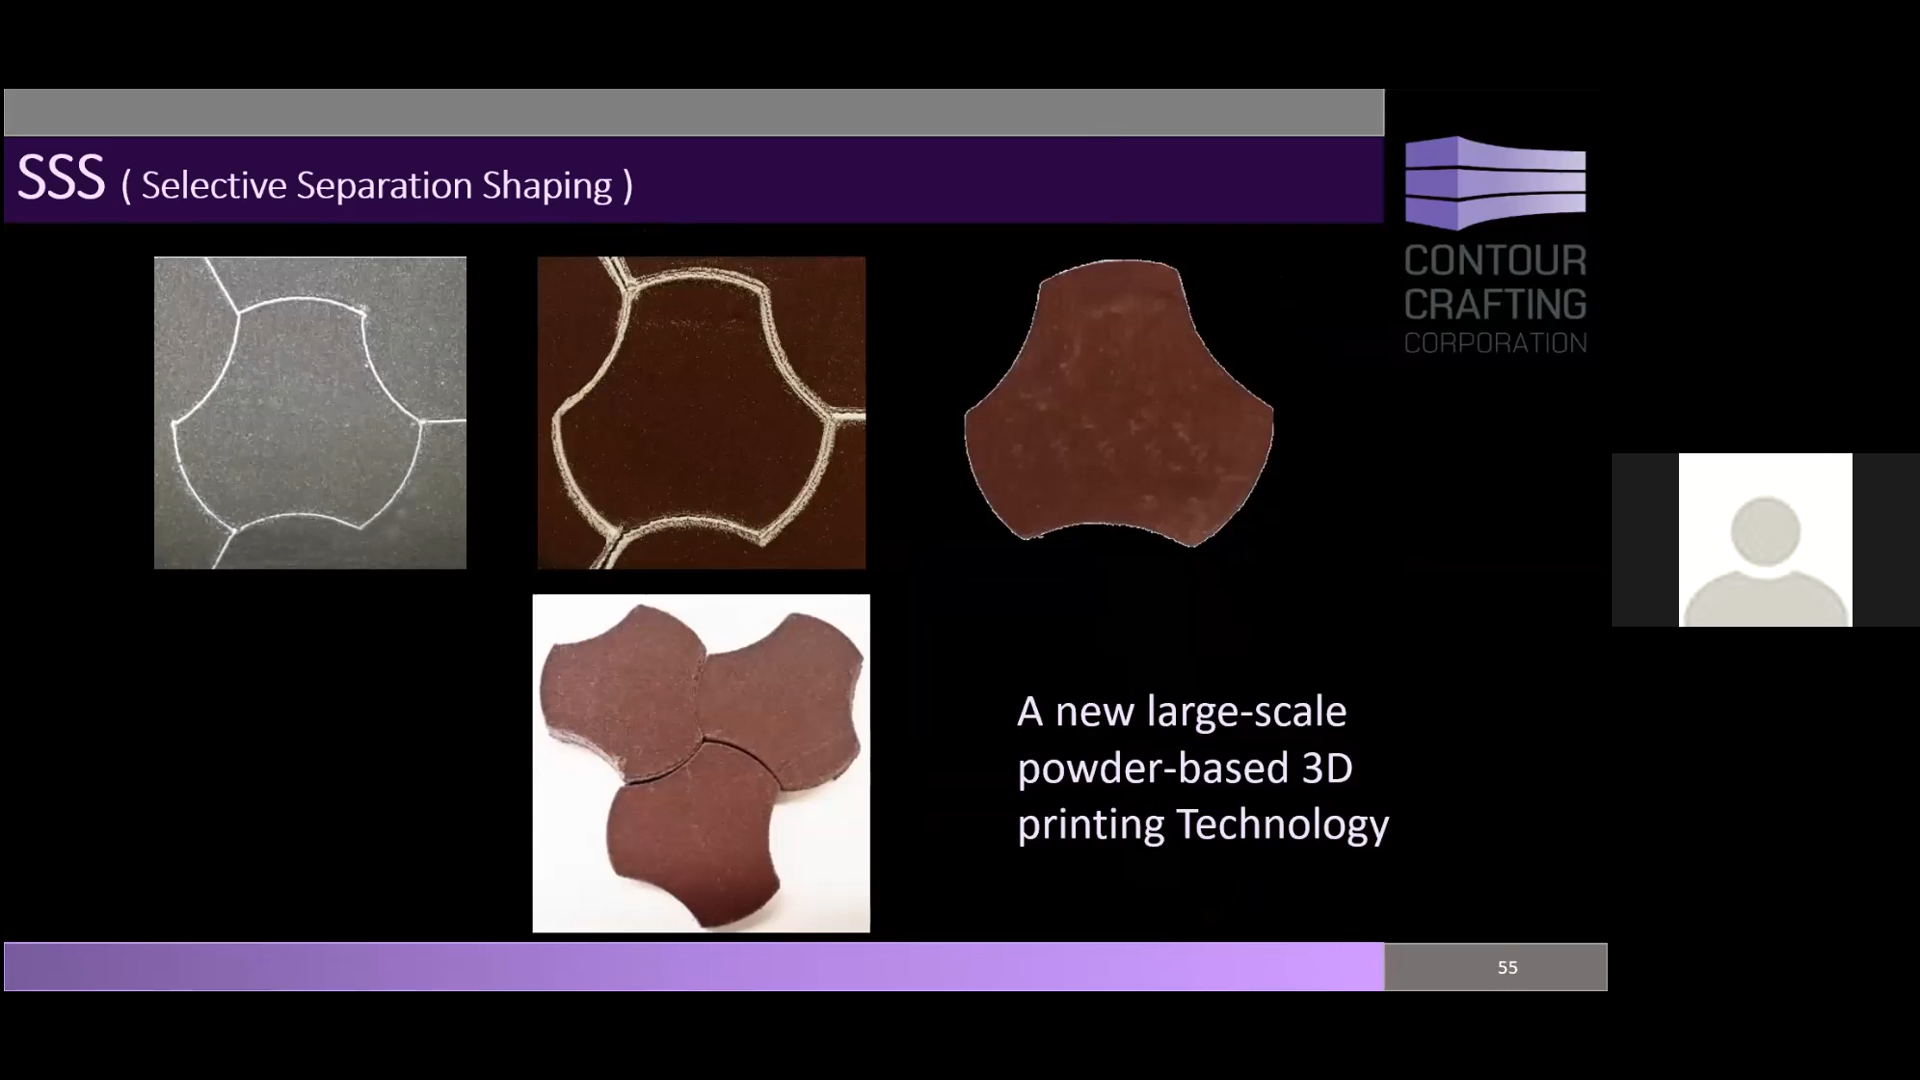 SSS ( Selective Separation Shaping )
CONTOUR
CRAFTING
CORPORATION
A new large-scale
powder-based 3D
printing Technology
55